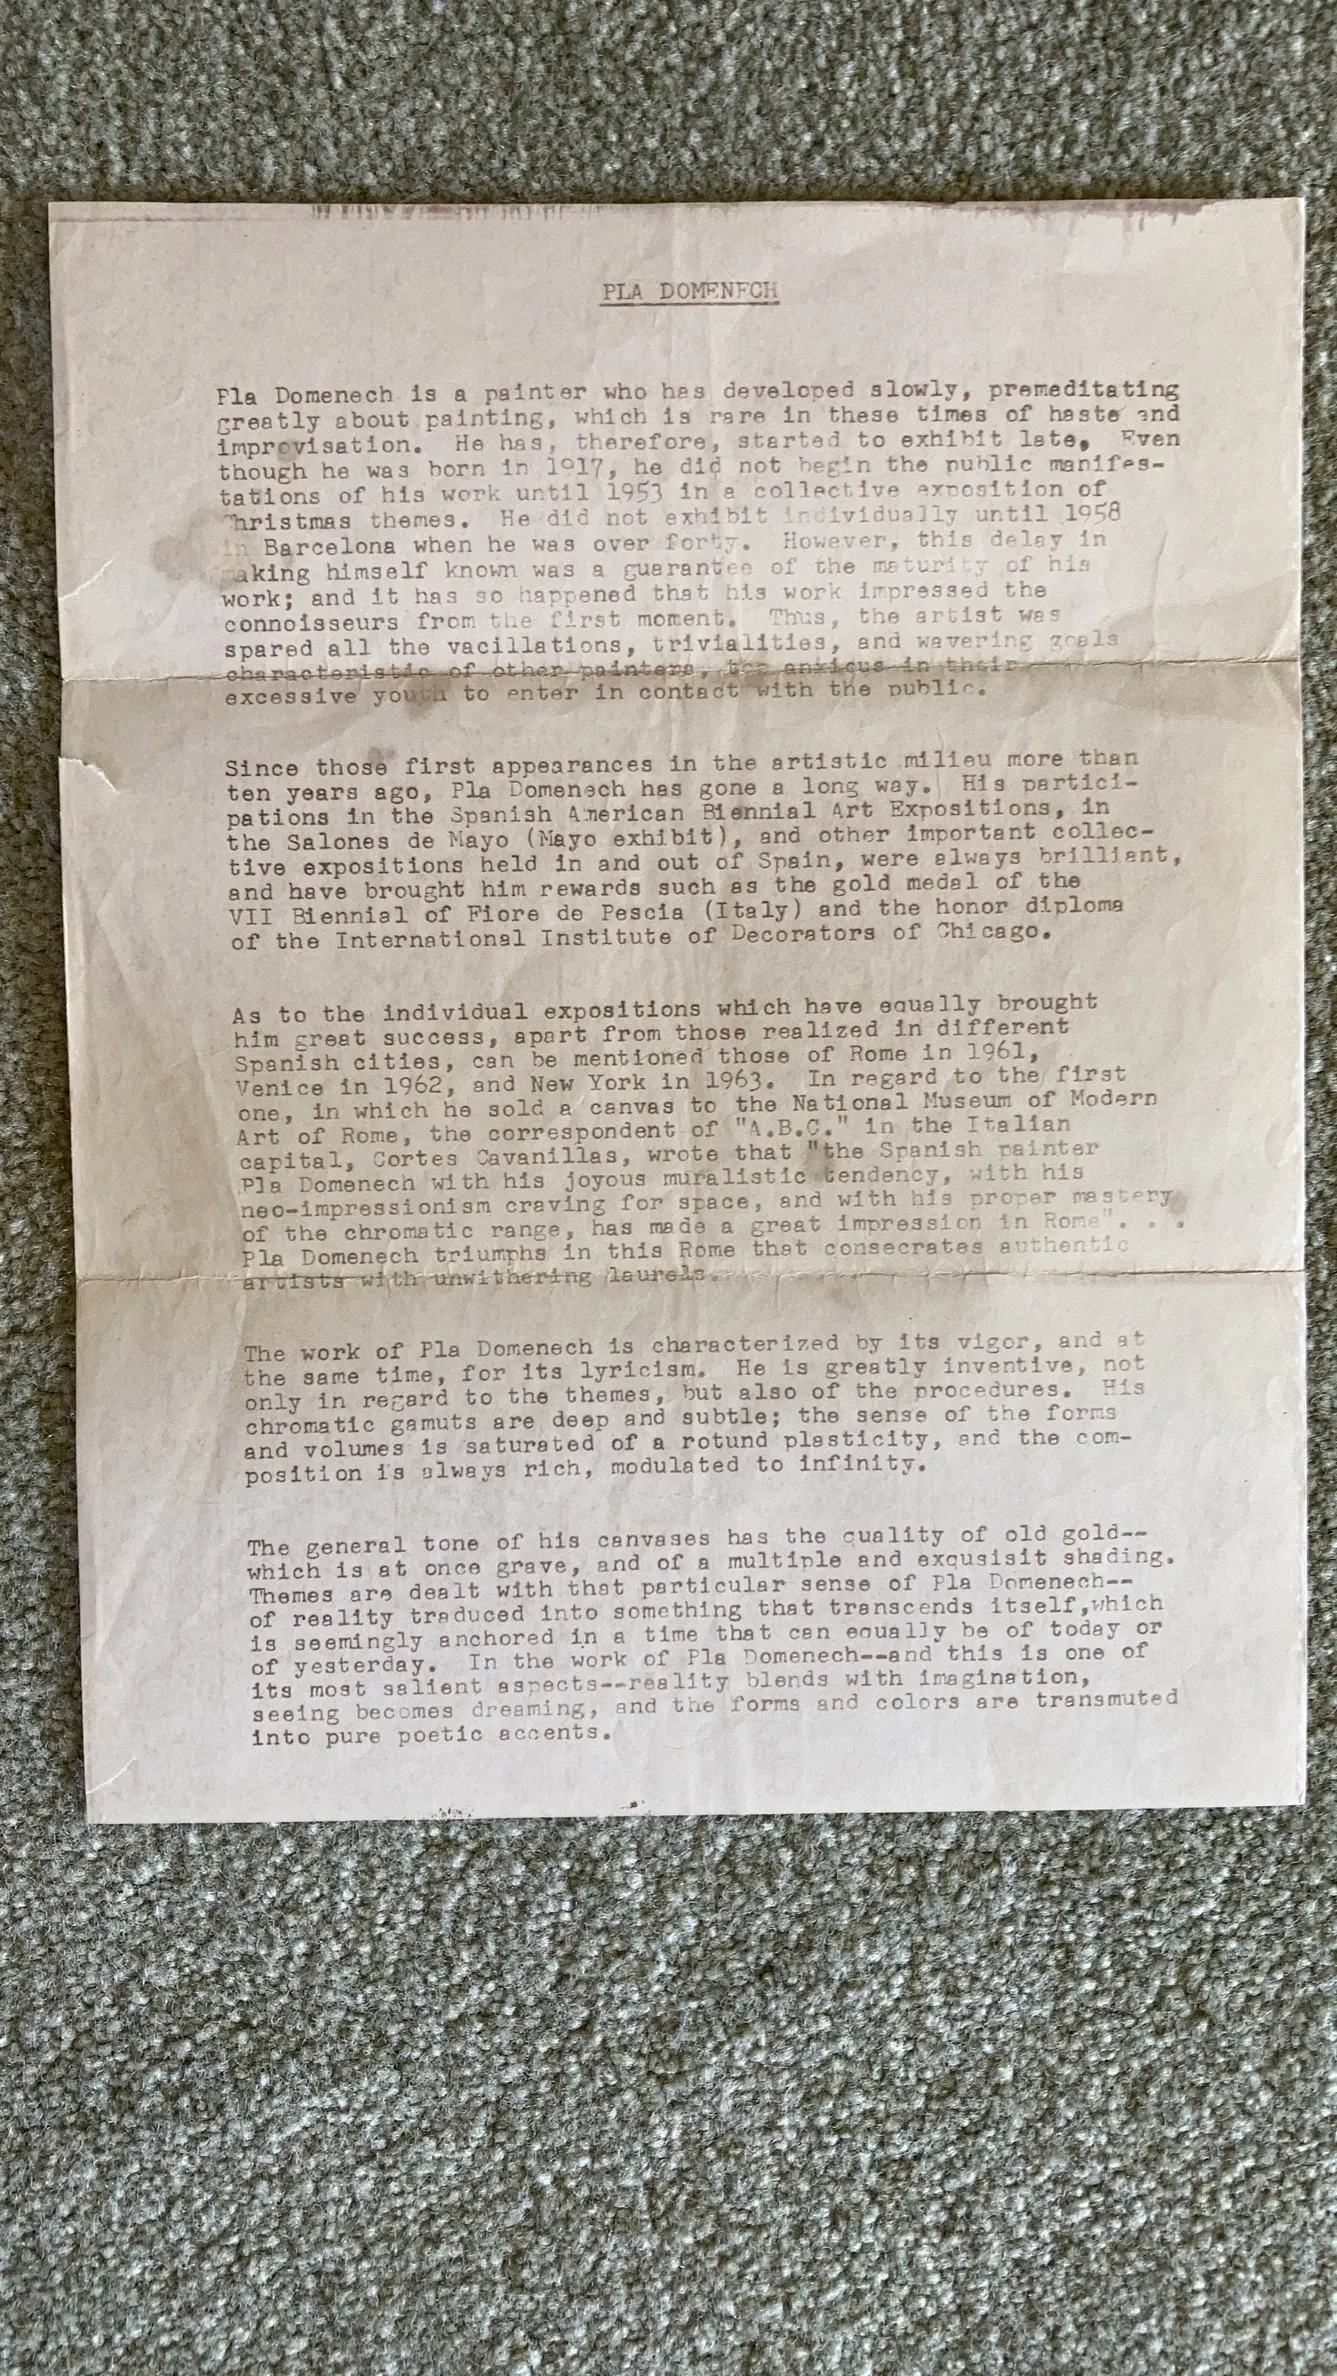 PLA DOMENECH
Pla Domenech is a painter who has developed slowly, premeditating
greatly about painting, which is rare in these times of haste and
improvisation. He has, therefore, started to exhibit late. Even
though he was born in 1917, he did not begin the public manifes-
tations of his work until 1953 in a collective exposition of
Christmas themes. He did not exhibit individually until 1958
in Barcelona when he was over forty. However, this delay in
making himself known was a guarantee of the maturity of his
work; and it has so happened that his work impressed the
connoisseurs from the first moment. Thus, the artist was
spared all the vacillations, trivialities, and wavering goals
characteristic of other painters, too anxious in their
excessive youth to enter in contact with the public.
Since those first appearances in the artistic milieu more than
ten years ago, Pla Domenech has gone a long way. His partici-
pations in the Spanish American Biennial Art Expositions, in
the Salones de Mayo (Mayo exhibit), and other important collec-
tive expositions held in and out of Spain, were always brilliant,
and have brought him rewards such as the gold medal of the
VII Biennial of Fiore de Pescia (Italy) and the honor diploma
of the International Institute of Decorators of Chicago.
As to the individual expositions which have equally brought
him great success, apart from those realized in different
Spanish cities, can be mentioned those of Rome in 1961,
Venice in 1962, and New York in 1963. In regard to the first
one, in which he sold a canvas to the National Museum of Modern
Art of Rome, the correspondent of "A.B.C." in the Italian
capital, Cortes Cavanillas, wrote that "the Spanish painter
Pla Domenech with his joyous muralistic tendency, with his
neo-impressionism craving for space, and with his proper mastery
of the chromatic range, has made a great impression in Rome". . .
Pla Domenech triumphs in this Rome that consecrates authentic
artists with unwithering laurels.
The work of Pla Domenech is characterized by its vigor, and at
the same time, for its lyricism. He is greatly inventive, not
only in regard to the themes, but also of the procedures. His
chromatic gamuts are deep and subtle; the sense of the forms
and volumes is saturated of a rotund plasticity, and the com-
position is always rich, modulated to infinity.
The general tone of his canvases has the quality of old gold--
which is at once grave, and of a multiple and exqusisit shading.
Themes are dealt with that particular sense of Pla Domenech--
of reality traduced into something that transcends itself,which
is seemingly anchored in a time that can equally be of today or
of yesterday. In the work of Pla Domenech--and this is one of
its most salient aspects--reality blends with imagination,
seeing becomes dreaming, and the forms and colors are transmuted
into pure poetic accents.